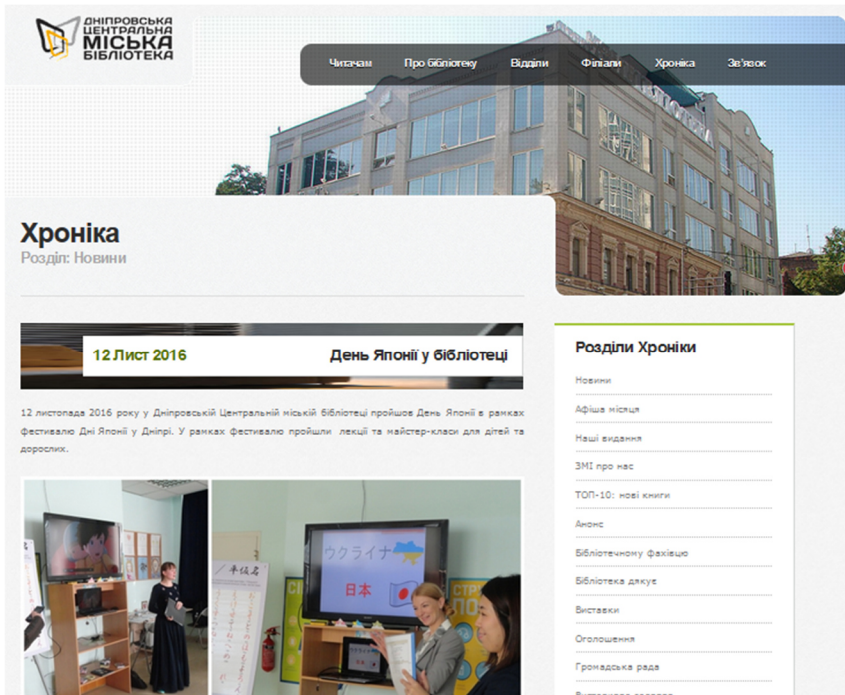 ДНІПРОВСЬКА
ЦЕНТРАЛЬНА
МІСЬКА
БІБЛІОТЕКА
Читачам Про бібліотеку Відділи Філіали Хроніка Зв'язок
Хроніка
Розділ: Новини
12 Лист 2016 День Японії у бібліотеці
12 листопада 2016 року у Дніпровській Центральній міській бібліотеці пройшов День Японії в рамках
фестивалю Дні Японії у Дніпрі. У рамках фестивалю пройшли лекції та майстер-класи для дітей та
дорослих.
ウクライナ
日本
平仮名
Розділи Хроніки
Новини
Афіша місяця
Наші видання
ЗМІ про нас
ТОП-10: нові книги
Анонс
Бібліотечному фахівцю
Бібліотека дякує
Виставки
Оголошення
Громадська рада